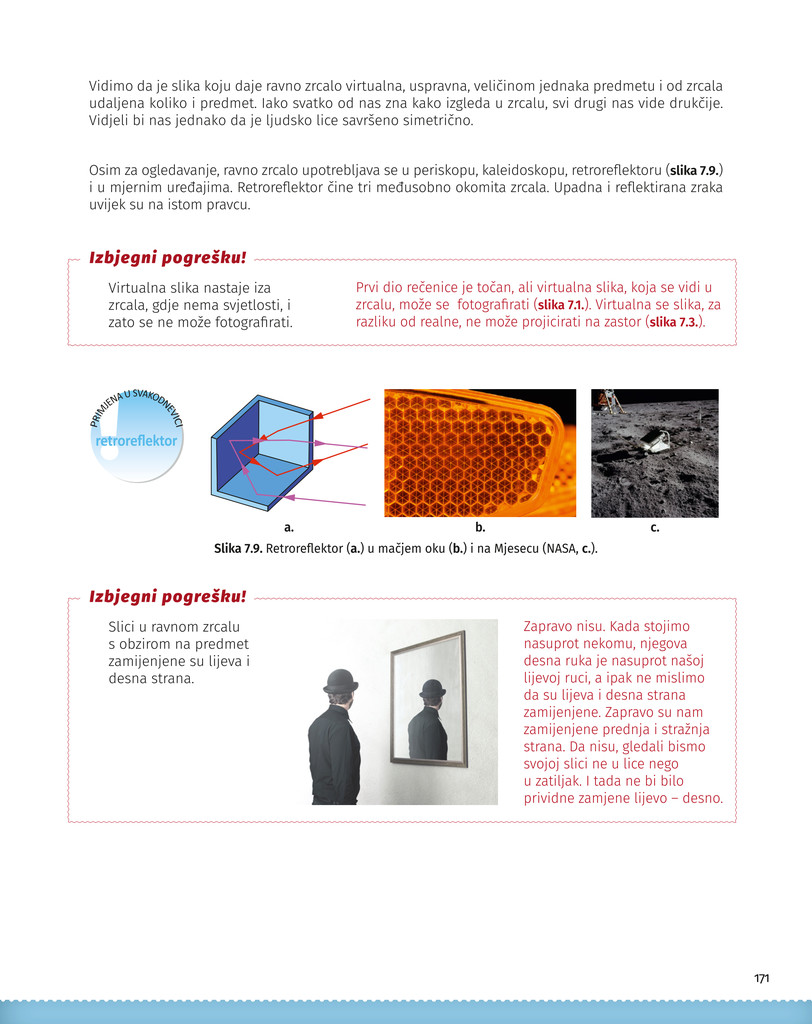 Vidimo da je slika koju daje ravno zrcalo virtualna, uspravna, veličinom jednaka predmetu i od zrcala
udaljena koliko i predmet. Iako svatko od nas zna kako izgleda u zrcalu, svi drugi nas vide drukčije.
Vidjeli bi nas jednako da je ljudsko lice savršeno simetrično.
Osim za ogledavanje, ravno zrcalo upotrebljava se u periskopu, kaleidoskopu, retroreflektoru (slika 7.9.)
i u mjernim uređajima. Retroreflektor čine tri međusobno okomita zrcala. Upadna i reflektirana zraka
uvijek su na istom pravcu.
Izbjegni pogrešku!
Virtualna slika nastaje iza
zrcala, gdje nema svjetlosti, i
zato se ne može fotografirati.
Prvi dio rečenice je točan, ali virtualna slika, koja se vidi u
zrcalu, može se fotografirati (slika 7.1.). Virtualna se slika, za
razliku od realne, ne može projicirati na zastor (slika 7.3.).
PRIMJENA U SVAKODNEVICI
retroreflektor
a.
b.
c.
Slika 7.9. Retroreflektor (a.) u mačjem oku (b.) i na Mjesecu (NASA, c.).
Izbjegni pogrešku!
Slici u ravnom zrcalu
s obzirom na predmet
zamijenjene su lijeva i
desna strana.
Zapravo nisu. Kada stojimo
nasuprot nekomu, njegova
desna ruka je nasuprot našoj
lijevoj ruci, a ipak ne mislimo
da su lijeva i desna strana
zamijenjene. Zapravo su nam
zamijenjene prednja i stražnja
strana. Da nisu, gledali bismo
svojoj slici ne u lice nego
u zatiljak. I tada ne bi bilo
prividne zamjene lijevo – desno.
171